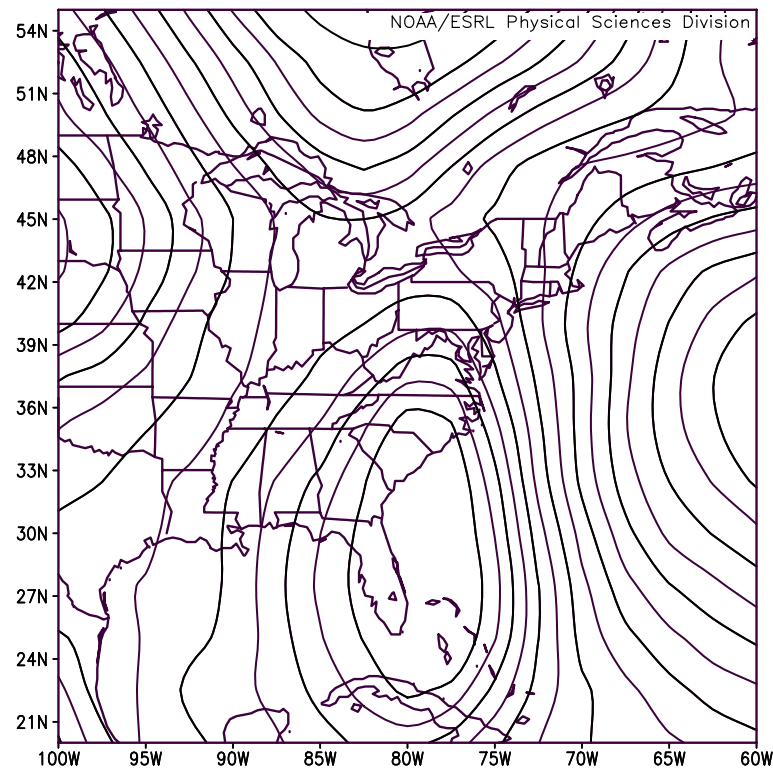 NOAA/ESRL Physical Sciences Division
54N
51N
48N
45N
42N
39N
36N
33N
30N
27N
24N
21N
100W 95W 90W 85W 80W 75W 70W 65W 60W